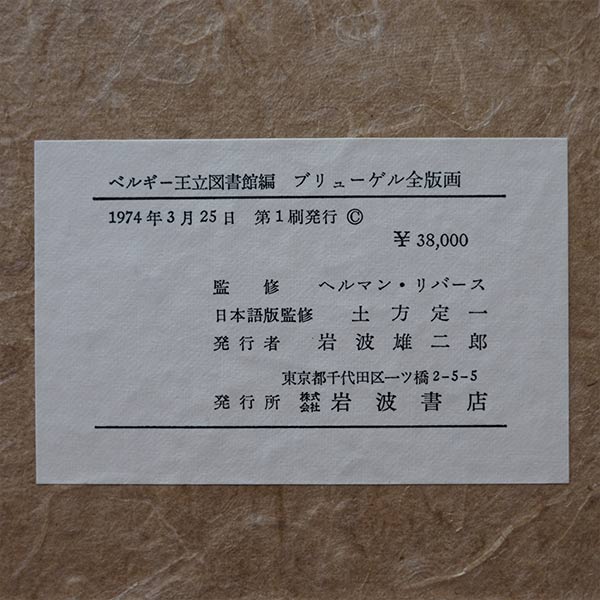 ベルギー王立図書館編 ブリューゲル全版画
1974年3月25日 第1刷発行 ©
¥ 38,000
監修 ヘルマン・リバース
日本語版監修 土方定一
発行者 岩波雄二郎
東京都千代田区一ツ橋2-5-5
発行所 株式会社 岩波書店